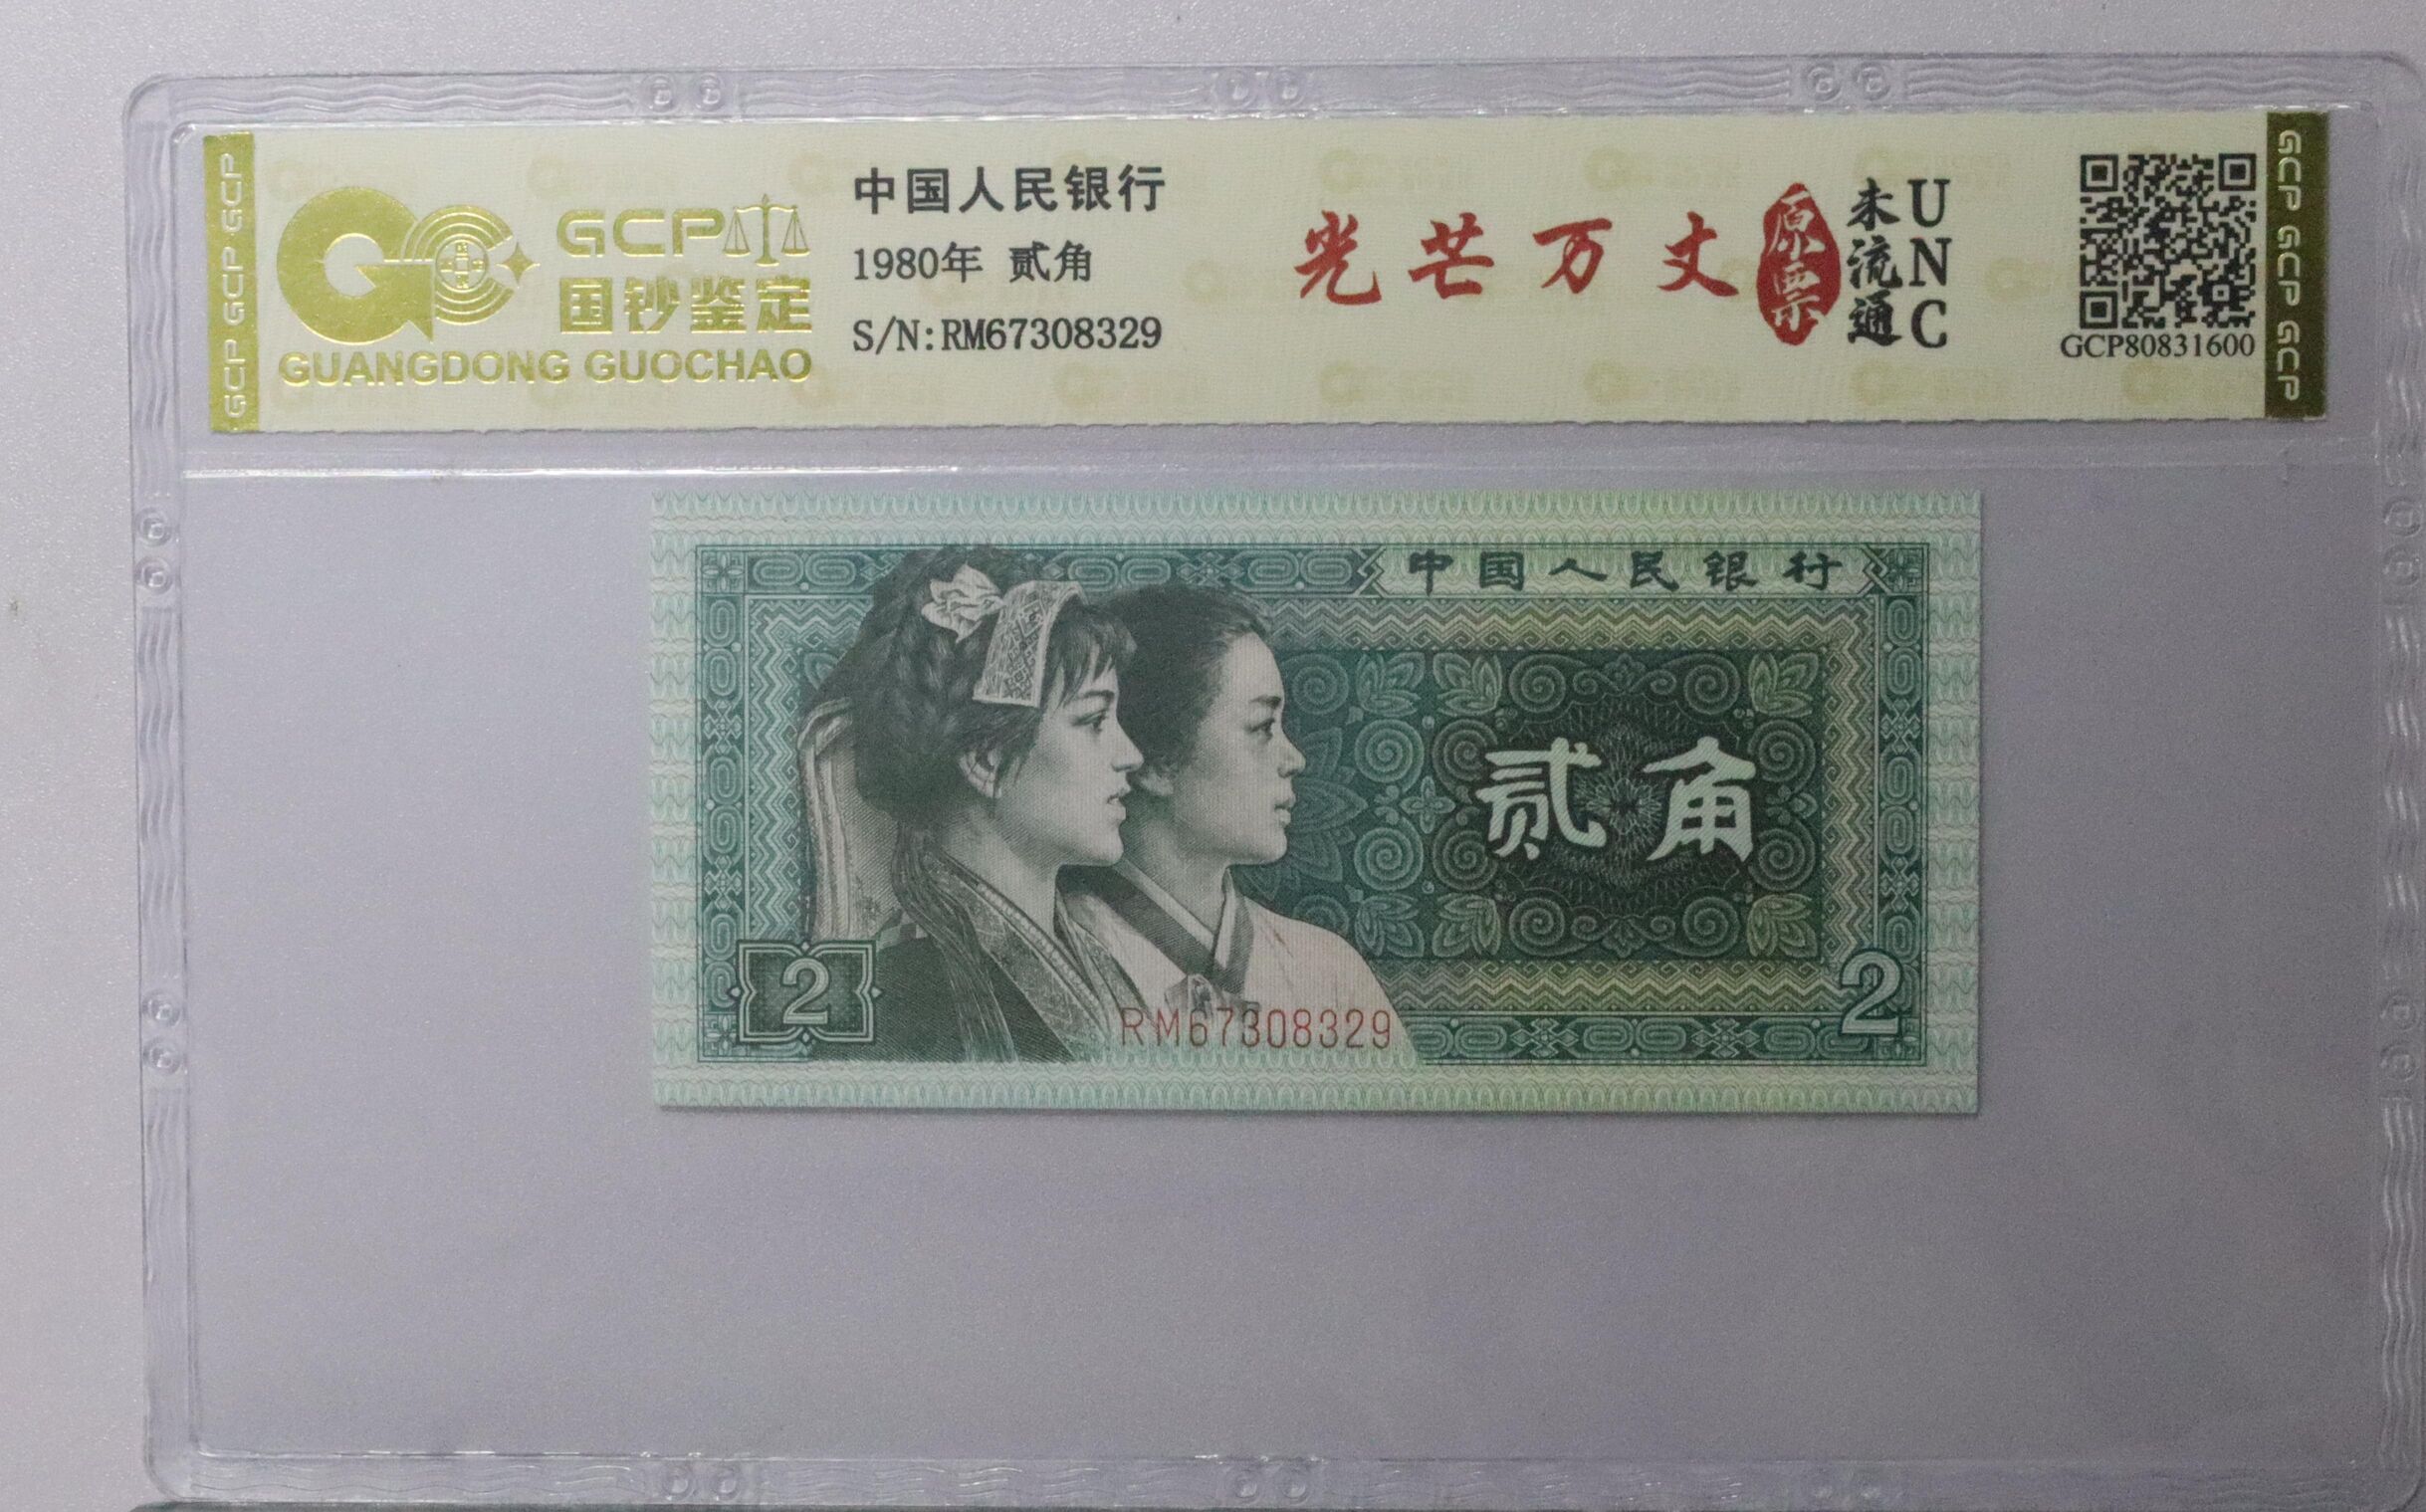 GCP GCP GCP
GCP
国钞鉴定
GUANGDONG GUOCHAO
中国人民银行
1980年 贰角
S/N:RM67308329
光芒万丈
原票
未流通
UNC
GCP80831600
GCP GCP GCP
中国人民银行
贰角
2
RM67308329
2